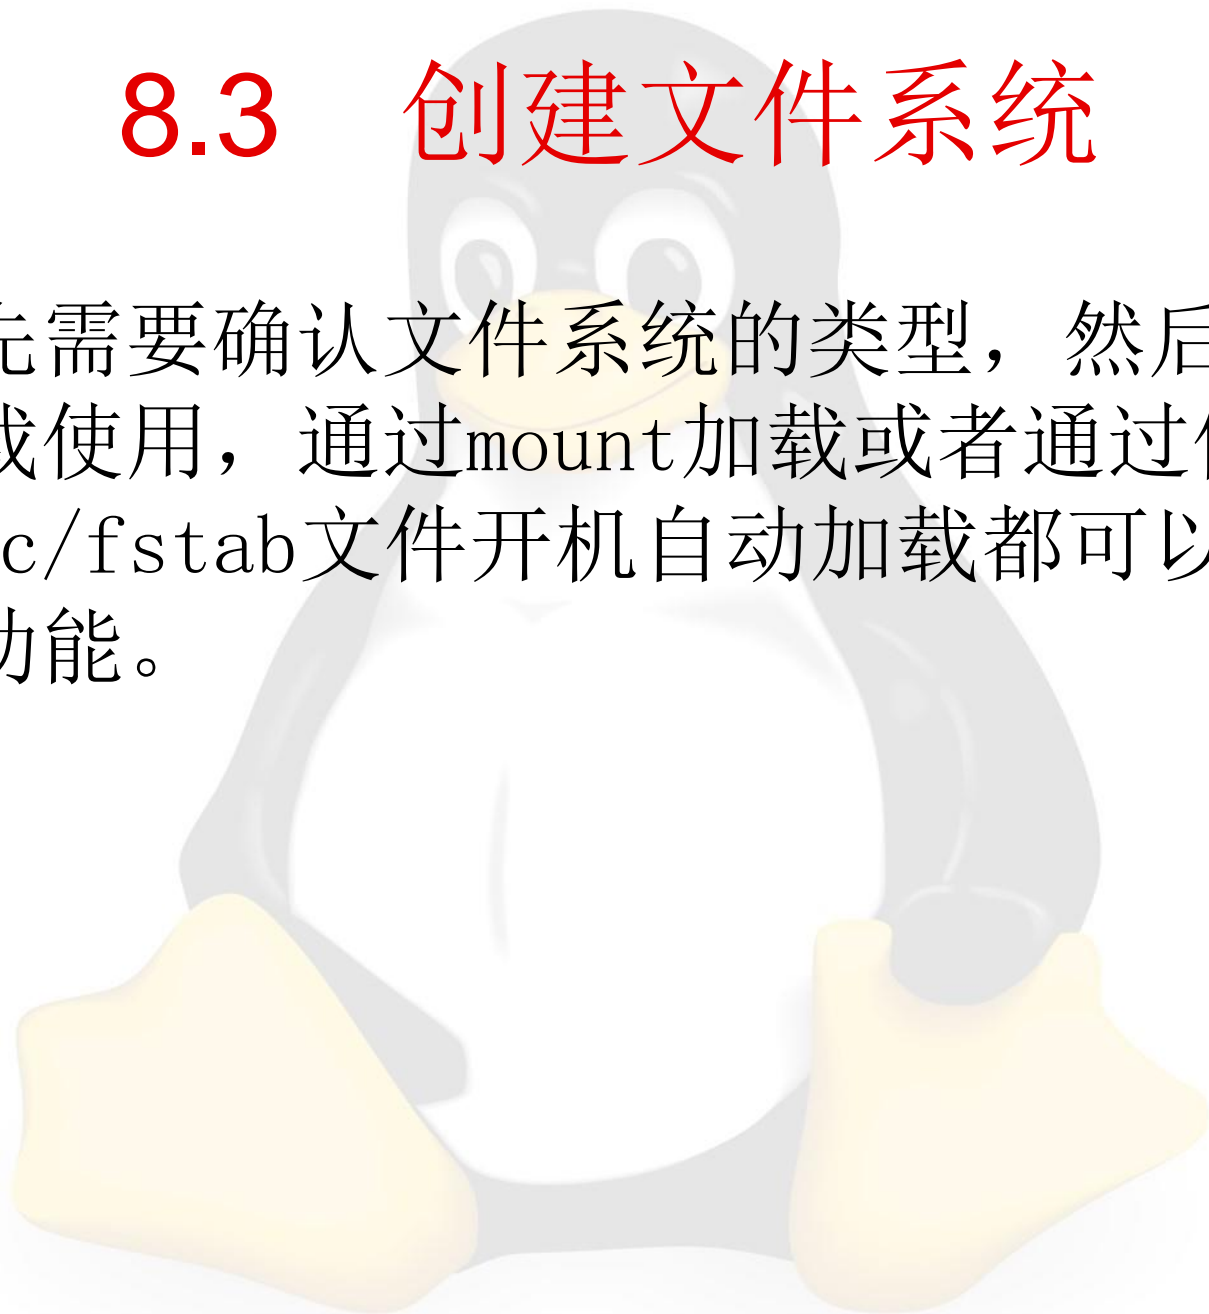 8.3 创建文件系统
先需要确认文件系统的类型，然后
载使用，通过mount加载或者通过
c/fstab文件开机自动加载都可以
功能。